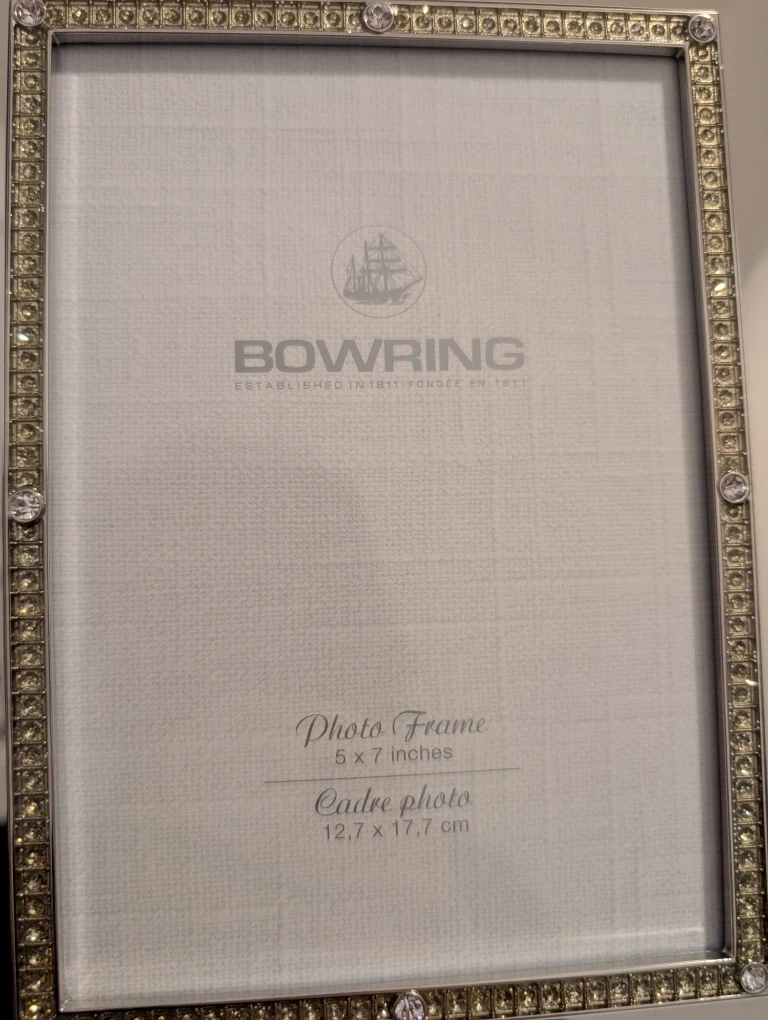 BOWRING
ESTABLISHED IN 1811 FONDÉE EN 1811
Photo Frame
5 x 7 inches
Cadre photo
12,7 x 17,7 cm